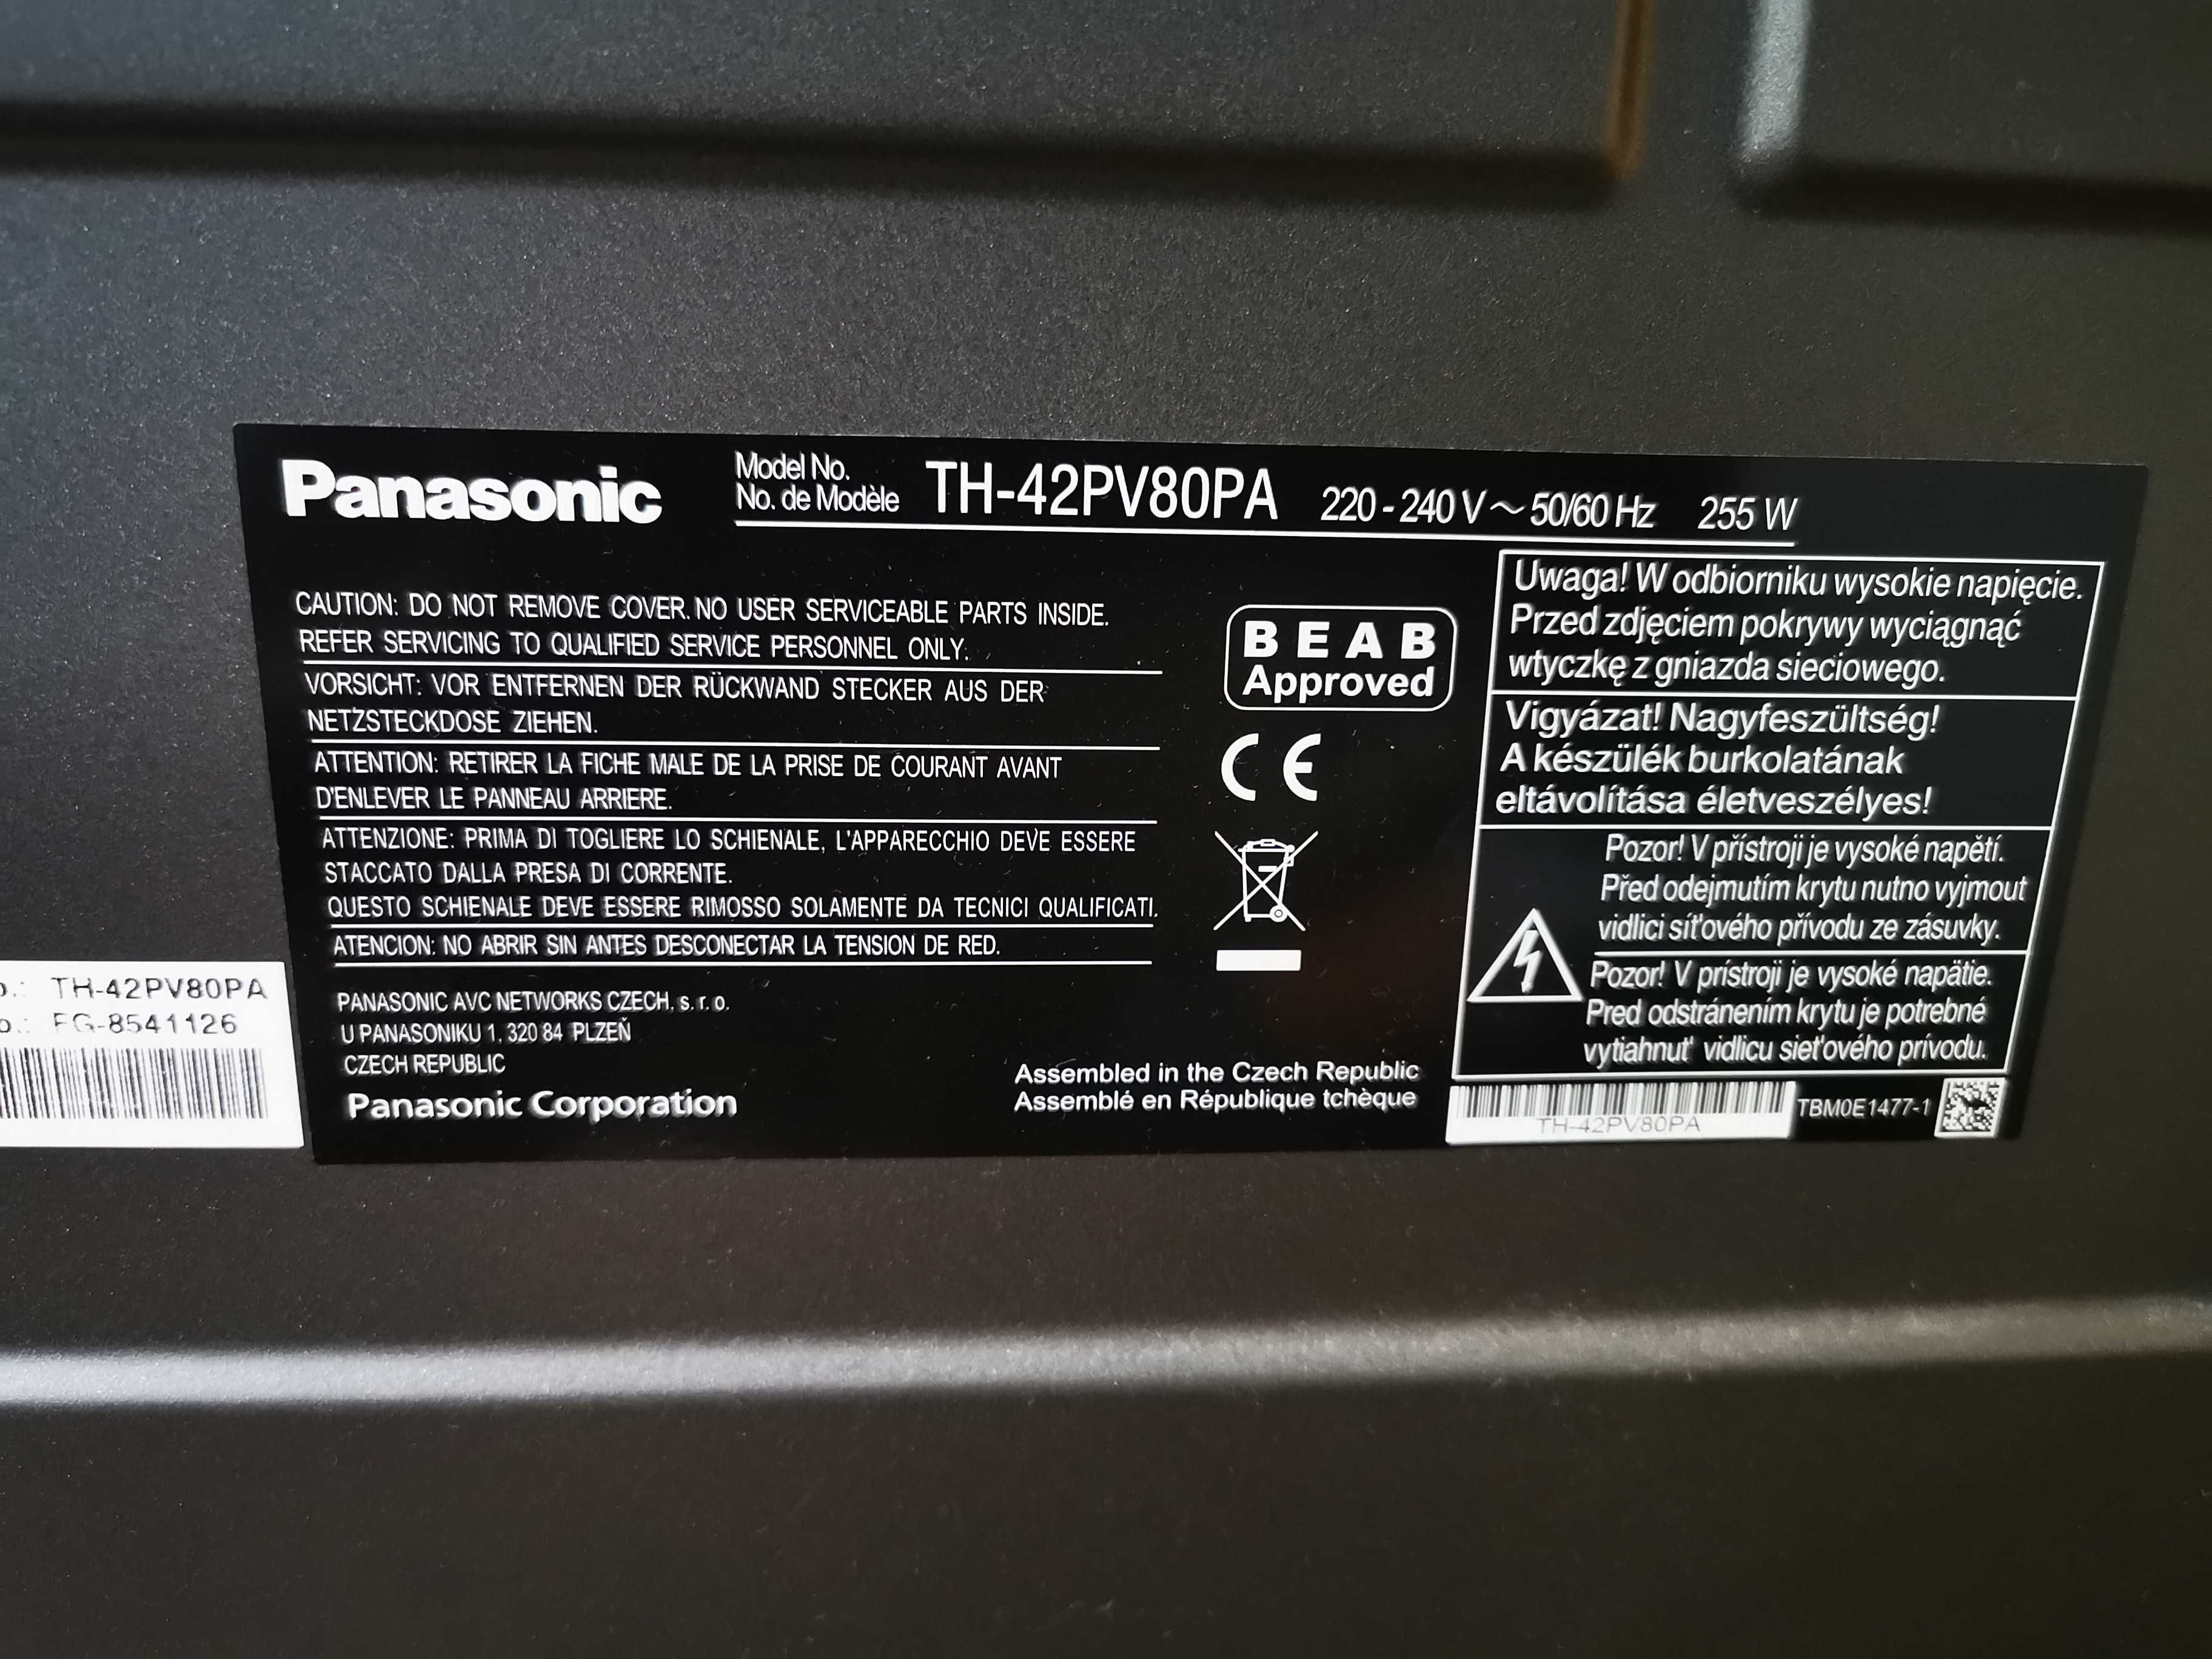 Panasonic
Model No.
No. de Modèle
TH-42PV80PA 220 - 240 V ~ 50/60 Hz 255 W
CAUTION: DO NOT REMOVE COVER. NO USER SERVICEABLE PARTS INSIDE.
REFER SERVICING TO QUALIFIED SERVICE PERSONNEL ONLY.
VORSICHT: VOR ENTFERNEN DER RÜCKWAND STECKER AUS DER
NETZSTECKDOSE ZIEHEN.
ATTENTION: RETIRER LA FICHE MALE DE LA PRISE DE COURANT AVANT
D'ENLEVER LE PANNEAU ARRIERE.
ATTENZIONE: PRIMA DI TOGLIERE LO SCHIENALE, L'APPARECCHIO DEVE ESSERE
STACCATO DALLA PRESA DI CORRENTE.
QUESTO SCHIENALE DEVE ESSERE RIMOSSO SOLAMENTE DA TECNICI QUALIFICATI.
ATENCION: NO ABRIR SIN ANTES DESCONECTAR LA TENSION DE RED.
PANASONIC AVC NETWORKS CZECH, s. r. o.
U PANASONIKU 1, 320 84 PLZEŇ
CZECH REPUBLIC
Panasonic Corporation
BEAB
Approved
CE
Assembled in the Czech Republic
Assemblé en République tchèque
Uwaga! W odbiorniku wysokie napięcie.
Przed zdjęciem pokrywy wyciągnąć
wtyczkę z gniazda sieciowego.
Vigyázat! Nagyfeszültség!
A készülék burkolatának
eltávolítása életveszélyes!
Pozor! V přístroji je vysoké napětí.
Před odejmutím krytu nutno vyjmout
vidlici síťového přívodu ze zásuvky.
Pozor! V prístroji je vysoké napätie.
Pred odstránením krytu je potrebné
vytiahnuť vidlicu sieťového prívodu.
TH-42PV80PA
TBM0E1477-1
o.: TH-42PV80PA
o.: FG-8541126